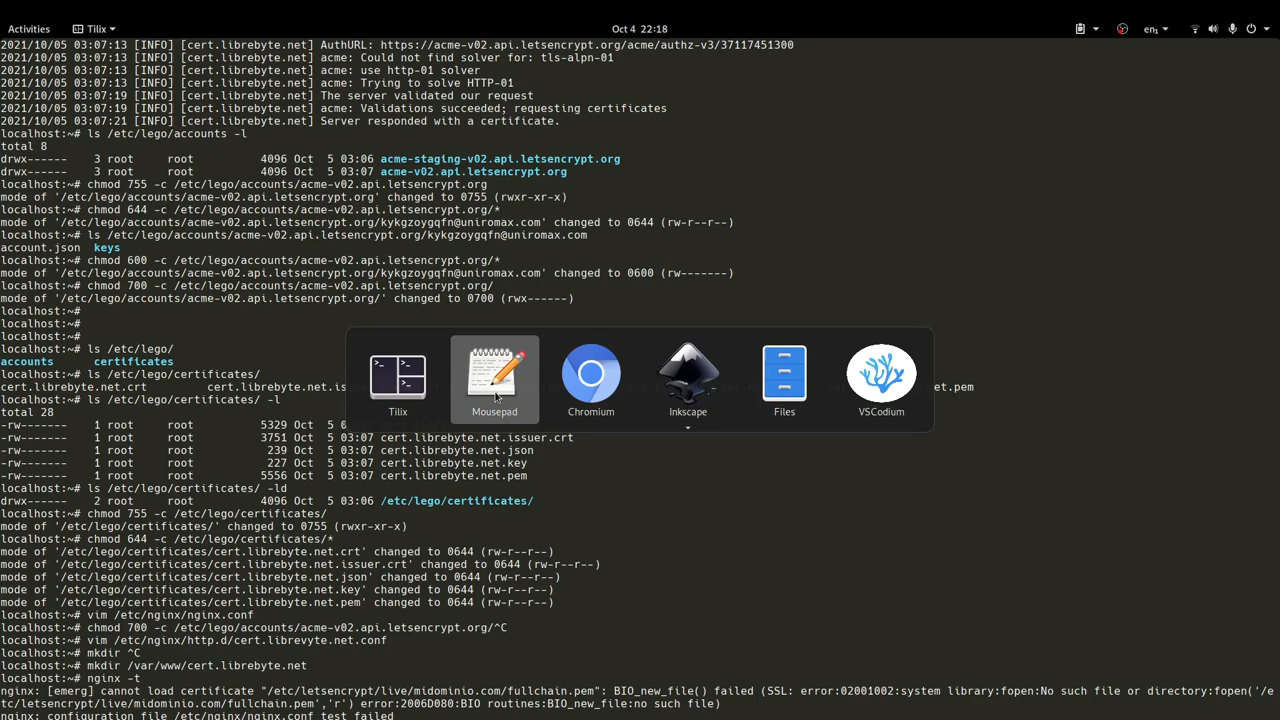 Activities Tilix Oct 4 22:18 en₁
2021/10/05 03:07:13 [INFO] [cert.librebyte.net] AuthURL: https://acme-v02.api.letsencrypt.org/acme/authz-v3/37117451300
2021/10/05 03:07:13 [INFO] [cert.librebyte.net] acme: Could not find solver for: tls-alpn-01
2021/10/05 03:07:13 [INFO] [cert.librebyte.net] acme: use http-01 solver
2021/10/05 03:07:13 [INFO] [cert.librebyte.net] acme: Trying to solve HTTP-01
2021/10/05 03:07:19 [INFO] [cert.librebyte.net] The server validated our request
2021/10/05 03:07:19 [INFO] [cert.librebyte.net] acme: Validations succeeded; requesting certificates
2021/10/05 03:07:21 [INFO] [cert.librebyte.net] Server responded with a certificate.
localhost:~# ls /etc/lego/accounts -l
total 8
drwx------    3 root     root          4096 Oct  5 03:06 acme-staging-v02.api.letsencrypt.org
drwx------    3 root     root          4096 Oct  5 03:07 acme-v02.api.letsencrypt.org
localhost:~# chmod 755 -c /etc/lego/accounts/acme-v02.api.letsencrypt.org
mode of '/etc/lego/accounts/acme-v02.api.letsencrypt.org' changed to 0755 (rwxr-xr-x)
localhost:~# chmod 644 -c /etc/lego/accounts/acme-v02.api.letsencrypt.org/*
mode of '/etc/lego/accounts/acme-v02.api.letsencrypt.org/kykgzoygqfn@uniromax.com' changed to 0644 (rw-r--r--)
localhost:~# ls /etc/lego/accounts/acme-v02.api.letsencrypt.org/kykgzoygqfn@uniromax.com
account.json  keys
localhost:~# chmod 600 -c /etc/lego/accounts/acme-v02.api.letsencrypt.org/*
mode of '/etc/lego/accounts/acme-v02.api.letsencrypt.org/kykgzoygqfn@uniromax.com' changed to 0600 (rw-------)
localhost:~# chmod 700 -c /etc/lego/accounts/acme-v02.api.letsencrypt.org/
mode of '/etc/lego/accounts/acme-v02.api.letsencrypt.org/' changed to 0700 (rwx------)
localhost:~#
localhost:~#
localhost:~#
localhost:~# ls /etc/lego/
accounts      certificates
localhost:~# ls /etc/lego/certificates/
cert.librebyte.net.crt         cert.librebyte.net.is et.pem
localhost:~# ls /etc/lego/certificates/ -l
total 28
-rw-------    1 root     root          5329 Oct  5
-rw-------    1 root     root          3751 Oct  5 03:07 cert.librebyte.net.issuer.crt
-rw-------    1 root     root           239 Oct  5 03:07 cert.librebyte.net.json
-rw-------    1 root     root           227 Oct  5 03:07 cert.librebyte.net.key
-rw-------    1 root     root          5556 Oct  5 03:07 cert.librebyte.net.pem
localhost:~# ls /etc/lego/certificates/ -ld
drwx------    2 root     root          4096 Oct  5 03:06 /etc/lego/certificates/
localhost:~# chmod 755 -c /etc/lego/certificates/
mode of '/etc/lego/certificates/' changed to 0755 (rwxr-xr-x)
localhost:~# chmod 644 -c /etc/lego/certificates/*
mode of '/etc/lego/certificates/cert.librebyte.net.crt' changed to 0644 (rw-r--r--)
mode of '/etc/lego/certificates/cert.librebyte.net.issuer.crt' changed to 0644 (rw-r--r--)
mode of '/etc/lego/certificates/cert.librebyte.net.json' changed to 0644 (rw-r--r--)
mode of '/etc/lego/certificates/cert.librebyte.net.key' changed to 0644 (rw-r--r--)
mode of '/etc/lego/certificates/cert.librebyte.net.pem' changed to 0644 (rw-r--r--)
localhost:~# vim /etc/nginx/nginx.conf
localhost:~# chmod 700 -c /etc/lego/accounts/acme-v02.api.letsencrypt.org/^C
localhost:~# vim /etc/nginx/http.d/cert.librevyte.net.conf
localhost:~# mkdir ^C
localhost:~# mkdir /var/www/cert.librebyte.net
localhost:~# nginx -t
nginx: [emerg] cannot load certificate "/etc/letsencrypt/live/midominio.com/fullchain.pem": BIO_new_file() failed (SSL: error:02001002:system library:fopen:No such file or directory:fopen('/e
tc/letsencrypt/live/midominio.com/fullchain.pem','r') error:2006D080:BIO routines:BIO_new_file:no such file)
nginx: configuration file /etc/nginx/nginx.conf test failed
Tilix Mousepad Chromium Inkscape Files VSCodium